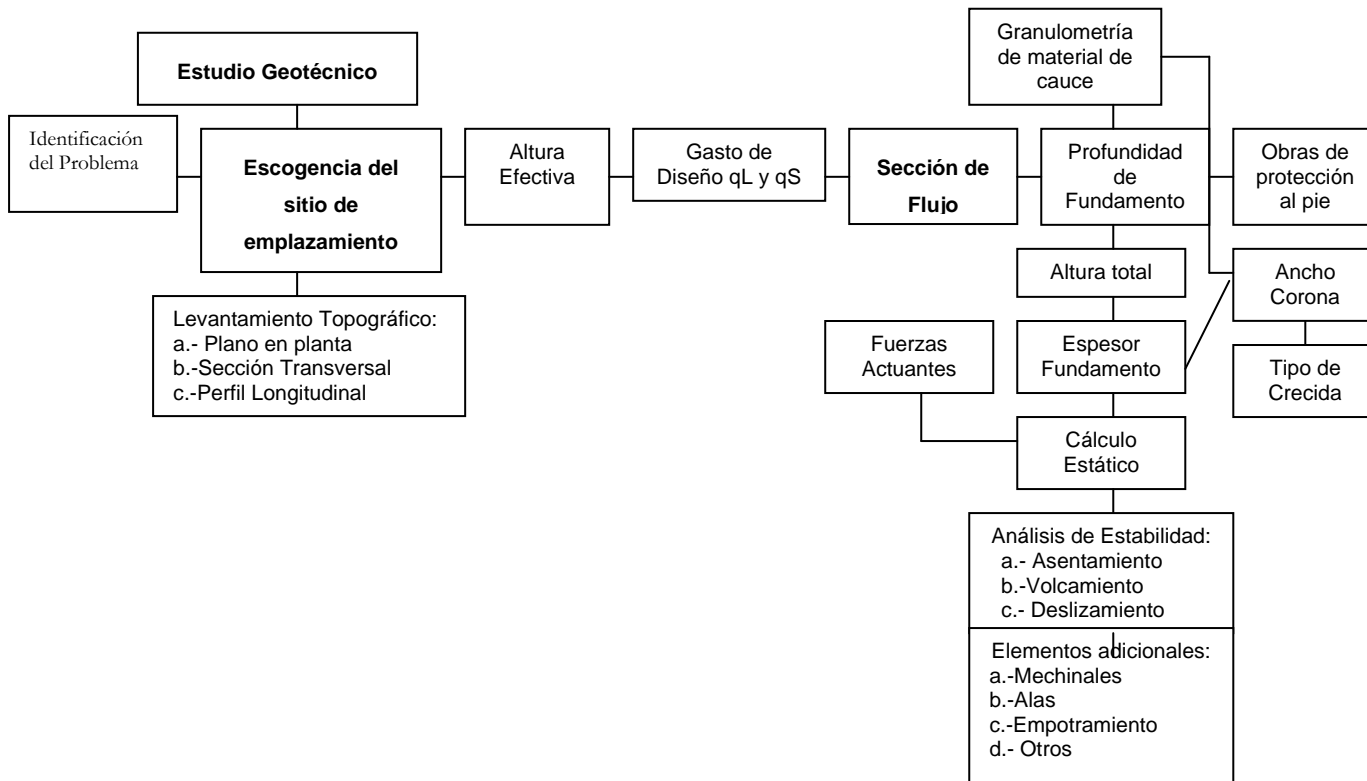 Estudio Geotécnico
Identificación
del Problema
Escogencia del
sitio de
emplazamiento
Levantamiento Topográfico:
a.- Plano en planta
b.-Sección Transversal
c.-Perfil Longitudinal
Altura
Efectiva
Gasto de
Diseño qL y qS
Sección de
Flujo
Granulometría
de material de
cauce
Profundidad
de
Fundamento
Obras de
protección
al pie
Altura total
Ancho
Corona
Fuerzas
Actuantes
Espesor
Fundamento
Tipo de
Crecida
Cálculo
Estático
Análisis de Estabilidad:
a.- Asentamiento
b.-Volcamiento
c.- Deslizamiento
Elementos adicionales:
a.-Mechinales
b.-Alas
c.-Empotramiento
d.- Otros